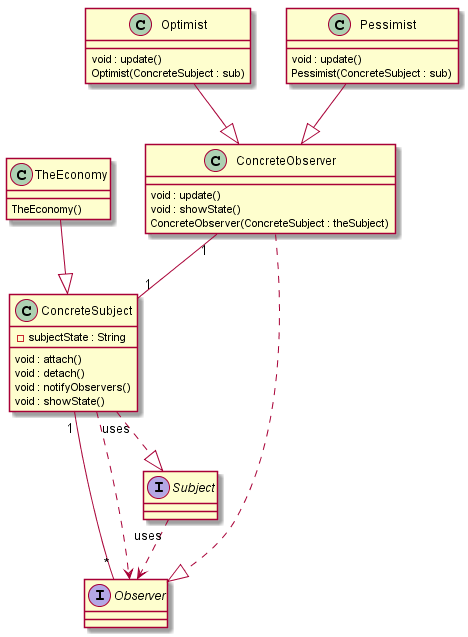 C Optimist
void : update()
Optimist(ConcreteSubject : sub)
C Pessimist
void : update()
Pessimist(ConcreteSubject : sub)
C TheEconomy
TheEconomy()
C ConcreteObserver
void : update()
void : showState()
ConcreteObserver(ConcreteSubject : theSubject)
1
1
C ConcreteSubject
subjectState : String
void : attach()
void : detach()
void : notifyObservers()
void : showState()
1
uses
I Subject
uses
*
I Observer